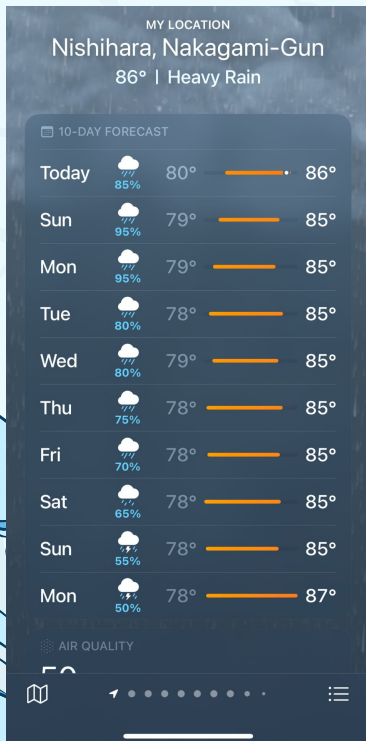 MY LOCATION
Nishihara, Nakagami-Gun
86° | Heavy Rain
10-DAY FORECAST
Today 85% 80° 86°
Sun 95% 79° 85°
Mon 95% 79° 85°
Tue 80% 78° 85°
Wed 80% 79° 85°
Thu 75% 78° 85°
Fri 70% 78° 85°
Sat 65% 78° 85°
Sun 55% 78° 85°
Mon 50% 78° 87°
AIR QUALITY